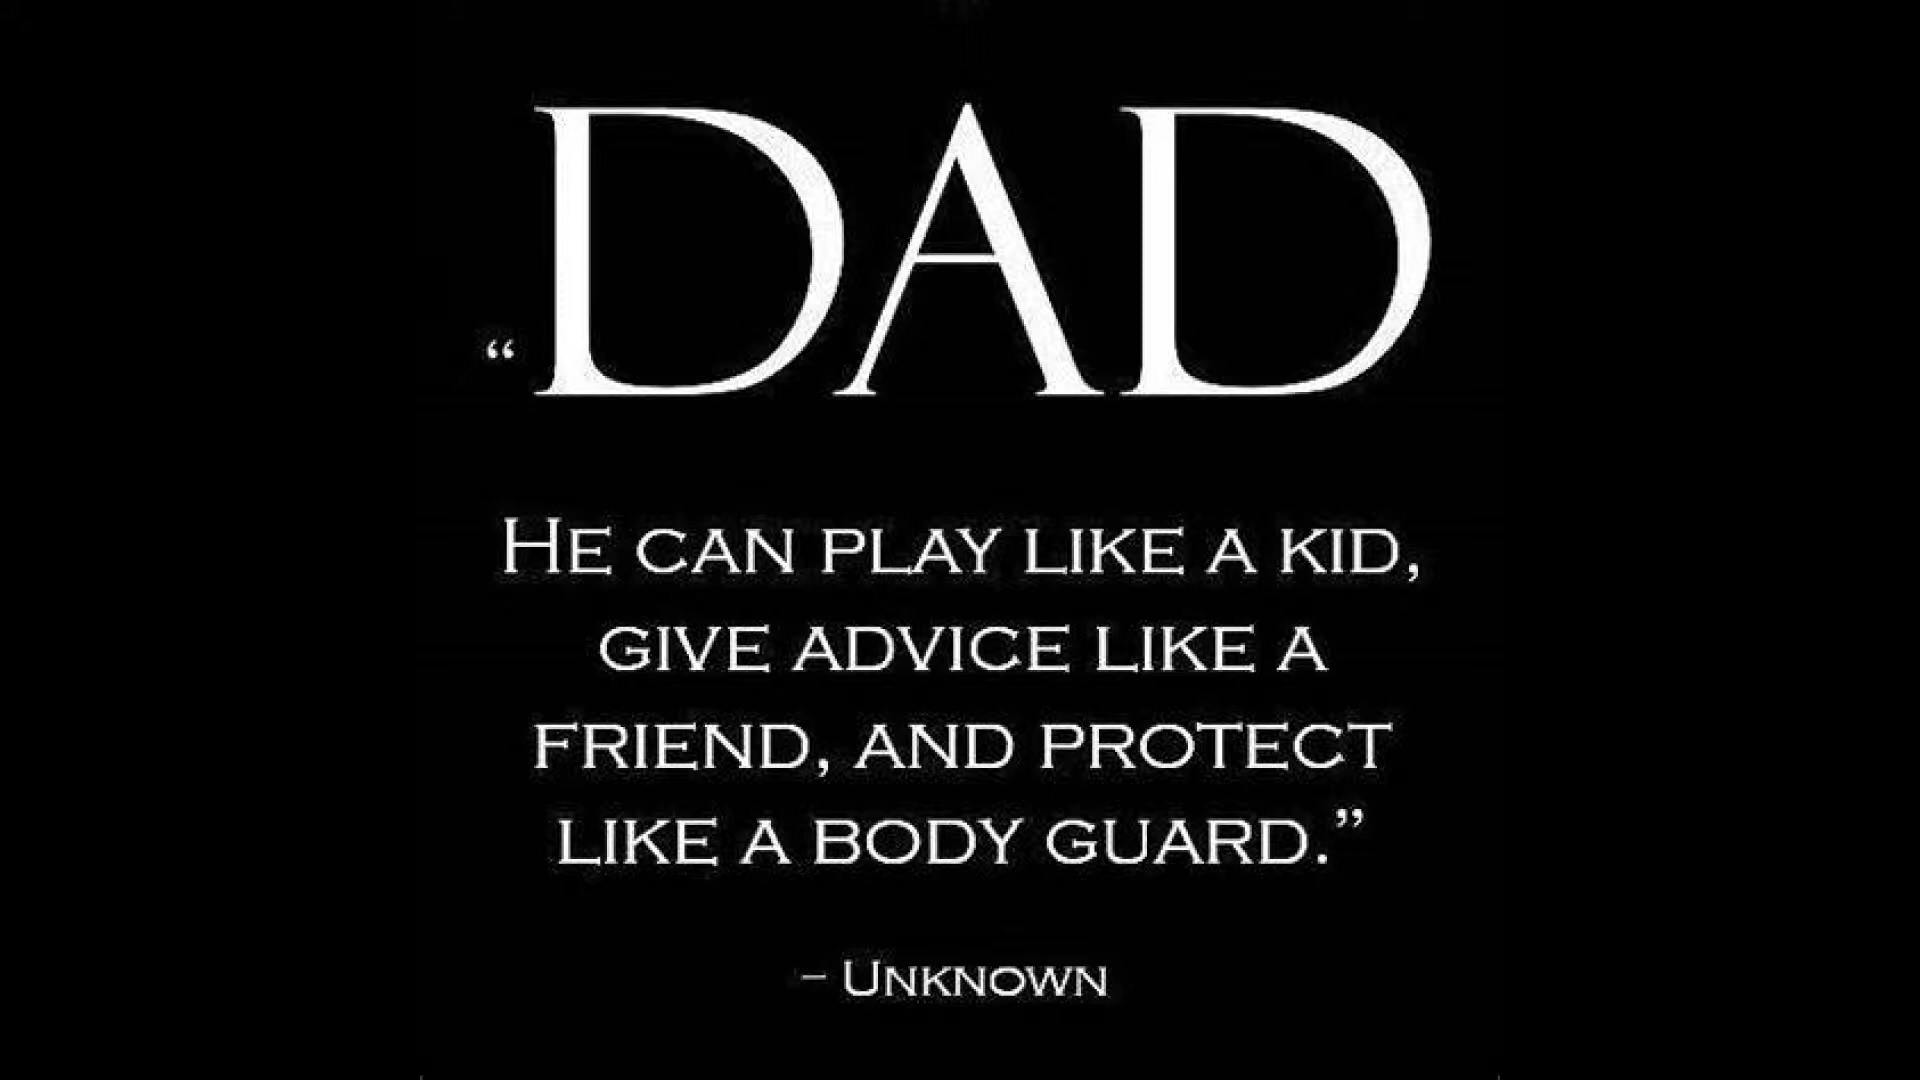 “DAD
HE CAN PLAY LIKE A KID,
GIVE ADVICE LIKE A
FRIEND, AND PROTECT
LIKE A BODY GUARD.”
– UNKNOWN